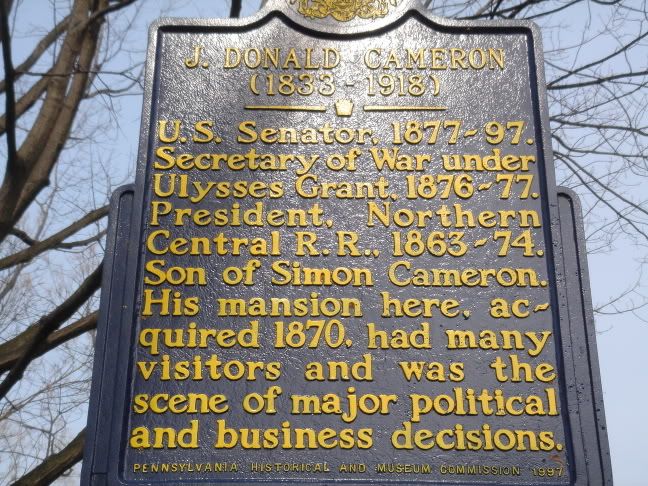 J. DONALD CAMERON
(1833-1918)
U.S. Senator, 1877-97.
Secretary of War under
Ulysses Grant, 1876-77.
President, Northern
Central R.R., 1863-74.
Son of Simon Cameron.
His mansion here, ac-
quired 1870, had many
visitors and was the
scene of major political
and business decisions.
PENNSYLVANIA HISTORICAL AND MUSEUM COMMISSION 1997